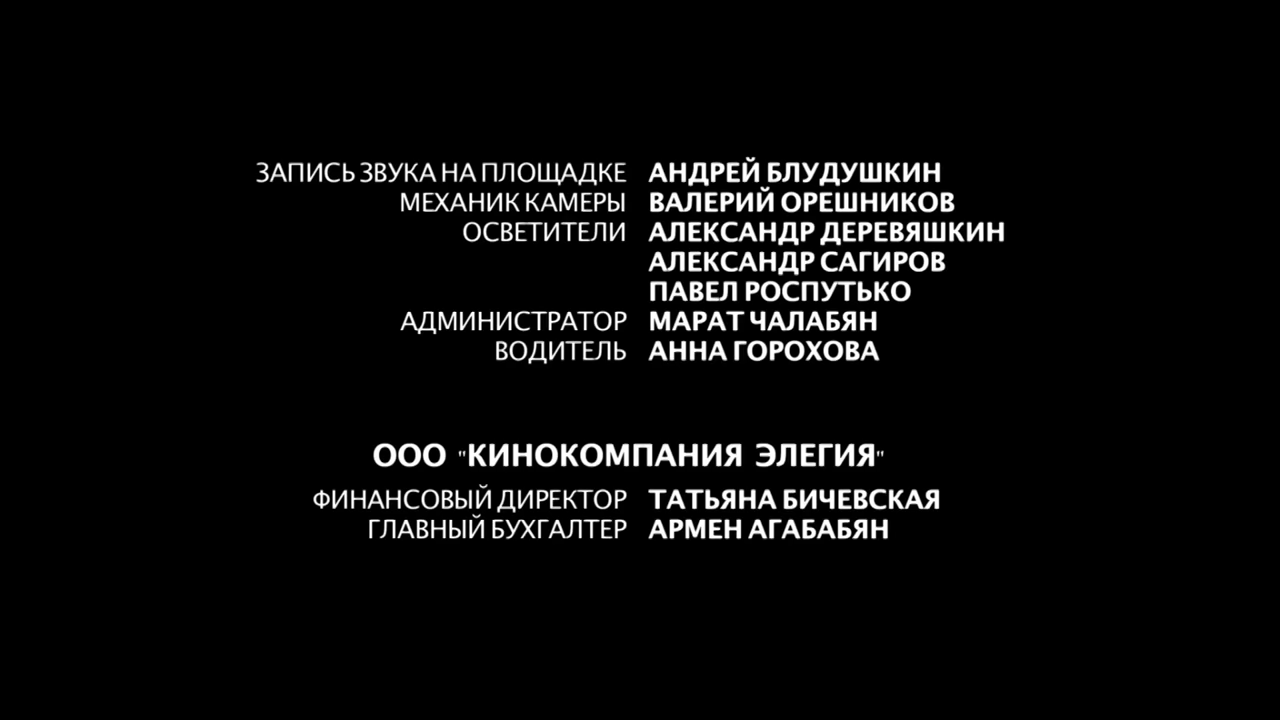 ЗАПИСЬ ЗВУКА НА ПЛОЩАДКЕ АНДРЕЙ БЛУДУШКИН
МЕХАНИК КАМЕРЫ ВАЛЕРИЙ ОРЕШНИКОВ
ОСВЕТИТЕЛИ АЛЕКСАНДР ДЕРЕВЯШКИН
АЛЕКСАНДР САГИРОВ
ПАВЕЛ РОСПУТЬКО
АДМИНИСТРАТОР МАРАТ ЧАЛАБЯН
ВОДИТЕЛЬ АННА ГОРОХОВА
ООО "КИНОКОМПАНИЯ ЭЛЕГИЯ"
ФИНАНСОВЫЙ ДИРЕКТОР ТАТЬЯНА БИЧЕВСКАЯ
ГЛАВНЫЙ БУХГАЛТЕР АРМЕН АГАБАБЯН